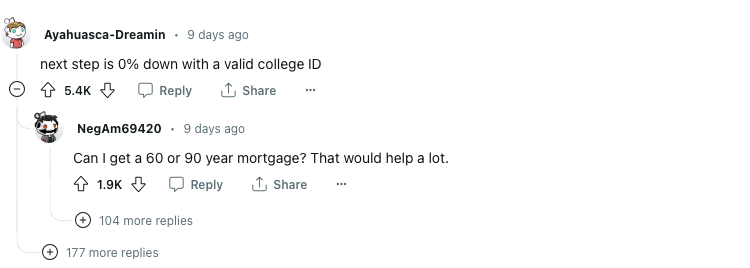 Ayahuasca-Dreamin • 9 days ago
next step is 0% down with a valid college ID
5.4K Reply Share ...
NegAm69420 • 9 days ago
Can I get a 60 or 90 year mortgage? That would help a lot.
1.9K Reply Share ...
104 more replies
177 more replies